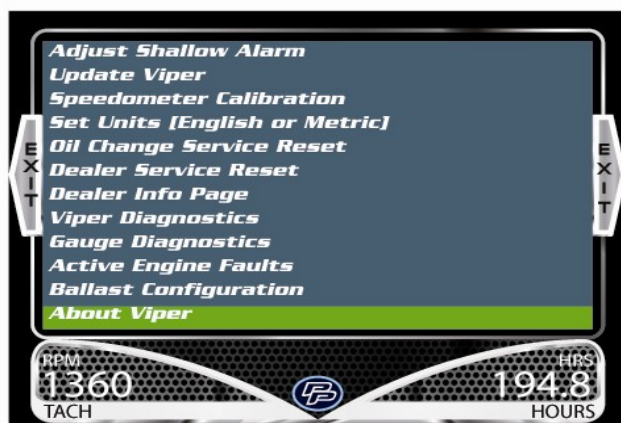 Adjust Shallow Alarm
Update Viper
Speedometer Calibration
Set Units [English or Metric]
Oil Change Service Reset
Dealer Service Reset
Dealer Info Page
Viper Diagnostics
Gauge Diagnostics
Active Engine Faults
Ballast Configuration
About Viper
EXIT
EXIT
RPM
1360
TACH
HRS
194.8
HOURS